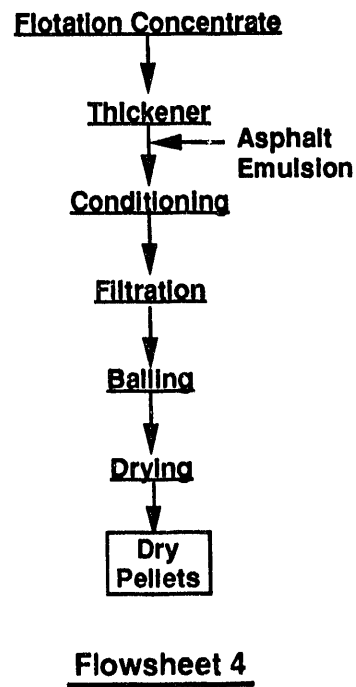 Flotation Concentrate
Thickener
Asphalt
Emulsion
Conditioning
Filtration
Balling
Drying
Dry
Pellets
Flowsheet 4